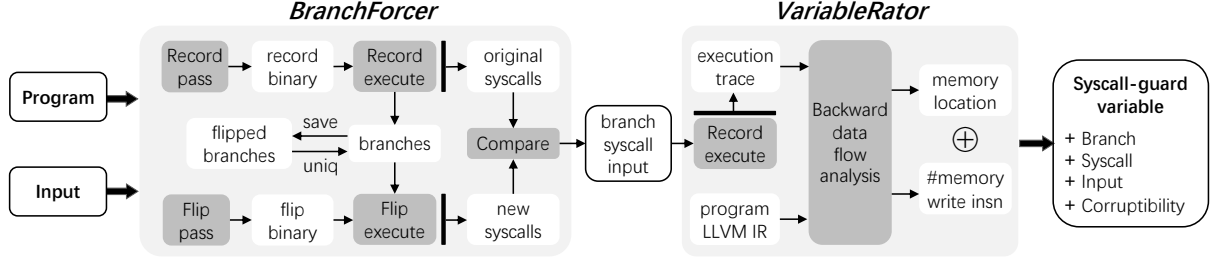 BranchForcer
VariableRator
Program
Input
Record
pass
record
binary
Record
execute
original
syscalls
flipped
branches
save
uniq
branches
Compare
Flip
pass
flip
binary
Flip
execute
new
syscalls
branch
syscall
input
execution
trace
Record
execute
program
LLVM IR
Backward
data
flow
analysis
memory
location
#memory
write insn
Syscall-guard
variable
+ Branch
+ Syscall
+ Input
+ Corruptibility